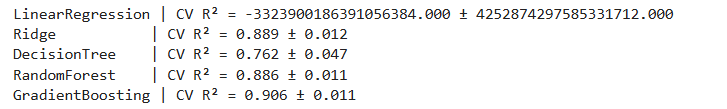 LinearRegression | CV R² = -3323900186391056384.000 ± 4252874297585331712.000
Ridge            | CV R² = 0.889 ± 0.012
DecisionTree     | CV R² = 0.762 ± 0.047
RandomForest     | CV R² = 0.886 ± 0.011
GradientBoosting | CV R² = 0.906 ± 0.011